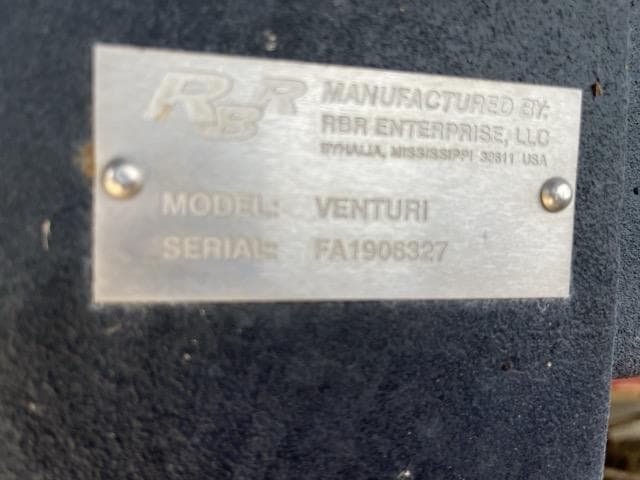 RBR
MANUFACTURED BY:
RBR ENTERPRISE, LLC
BYHALIA, MISSISSIPPI 38611 USA
MODEL: VENTURI
SERIAL: FA1906327